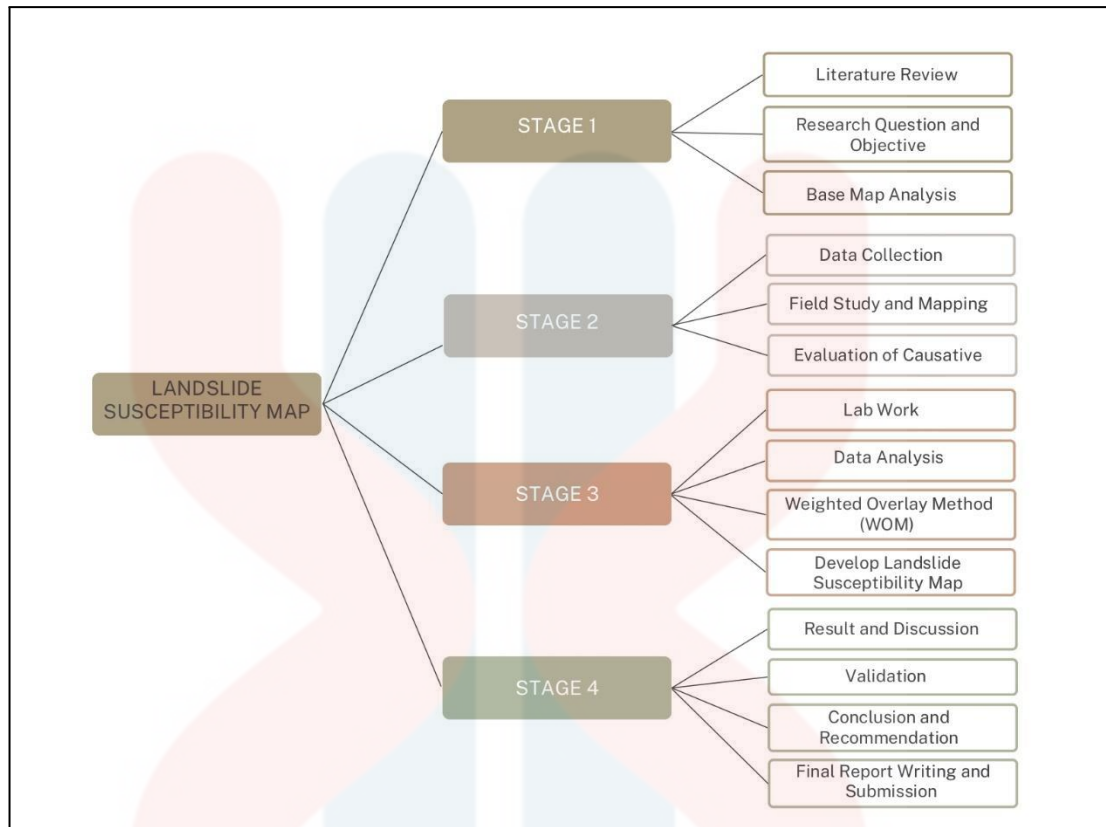 LANDSLIDE
SUSCEPTIBILITY MAP
STAGE 1
Literature Review
Research Question and
Objective
Base Map Analysis
STAGE 2
Data Collection
Field Study and Mapping
Evaluation of Causative
STAGE 3
Lab Work
Data Analysis
Weighted Overlay Method
(WOM)
Develop Landslide
Susceptibility Map
STAGE 4
Result and Discussion
Validation
Conclusion and
Recommendation
Final Report Writing and
Submission